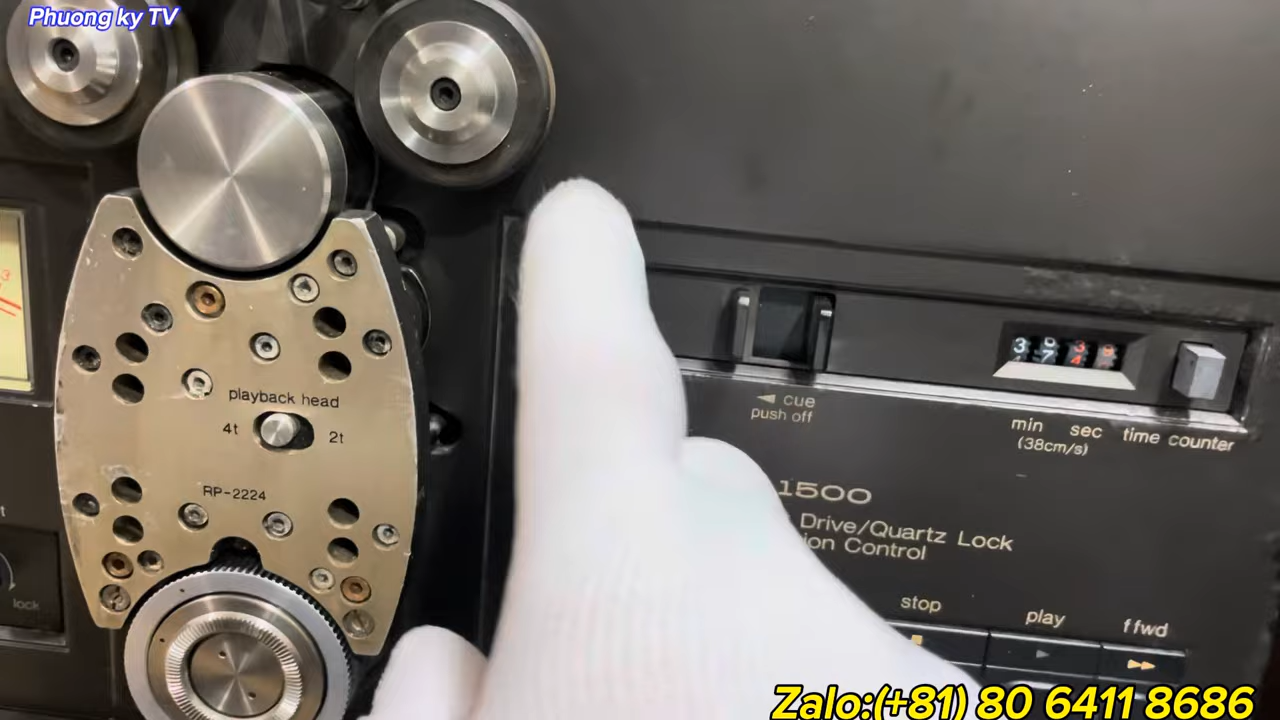 Phuong ky TV
playback head
4t
2t
RP-2224
lock
cue
push off
min sec time counter
(38cm/s)
1500
Drive/Quartz Lock
ion Control
stop
play
ffwd
Zalo:(+81) 80 6411 8686